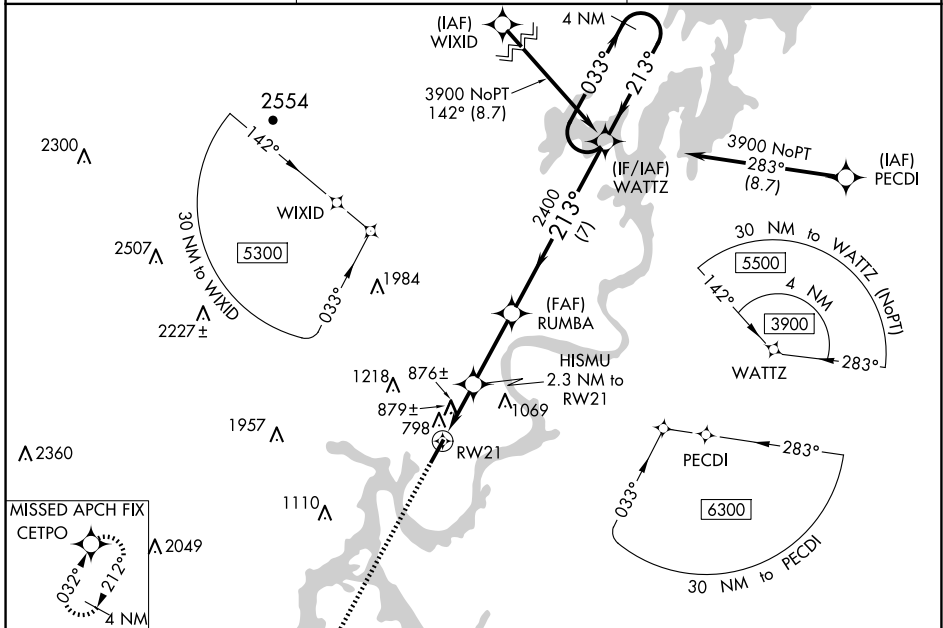 (IAF)
WIXID
4 NM
033°
213°
3900 NoPT
142° (8.7)
2554
2300
142°
WIXID
5300
30 NM to WIXID
033°
2507
2227±
1984
(IF/IAF)
WATTZ
3900 NoPT
283°
(8.7)
(IAF)
PECDI
2400
213°
(7)
30 NM to WATTZ (NoPT)
5500
142°
4 NM
3900
283°
WATTZ
(FAF)
RUMBA
HISMU
2.3 NM to
RW21
1218
876±
879±
798
1069
RW21
1957
2360
1110
PECDI
283°
033°
6300
30 NM to PECDI
MISSED APCH FIX
CETPO
032°
212°
4 NM
2049